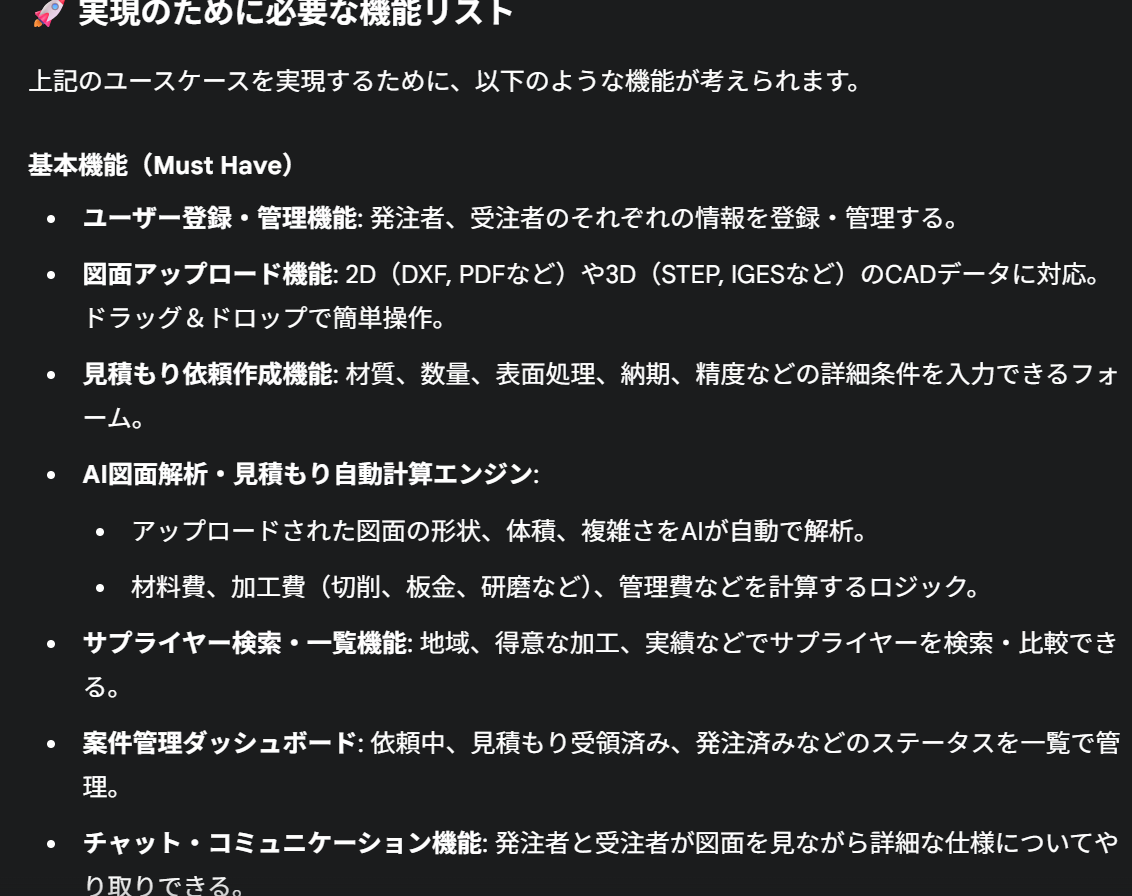 🚀 実現のために必要な機能リスト
上記のユースケースを実現するために、以下のような機能が考えられます。
基本機能（Must Have）
• ユーザー登録・管理機能: 発注者、受注者のそれぞれの情報を登録・管理する。
• 図面アップロード機能: 2D（DXF, PDFなど）や3D（STEP, IGESなど）のCADデータに対応。
ドラッグ＆ドロップで簡単操作。
• 見積もり依頼作成機能: 材質、数量、表面処理、納期、精度などの詳細条件を入力できるフォ
ーム。
• AI図面解析・見積もり自動計算エンジン:
• アップロードされた図面の形状、体積、複雑さをAIが自動で解析。
• 材料費、加工費（切削、板金、研磨など）、管理費などを計算するロジック。
• サプライヤー検索・一覧機能: 地域、得意な加工、実績などでサプライヤーを検索・比較でき
る。
• 案件管理ダッシュボード: 依頼中、見積もり受領済み、発注済みなどのステータスを一覧で管
理。
• チャット・コミュニケーション機能: 発注者と受注者が図面を見ながら詳細な仕様についてや
り取りできる。